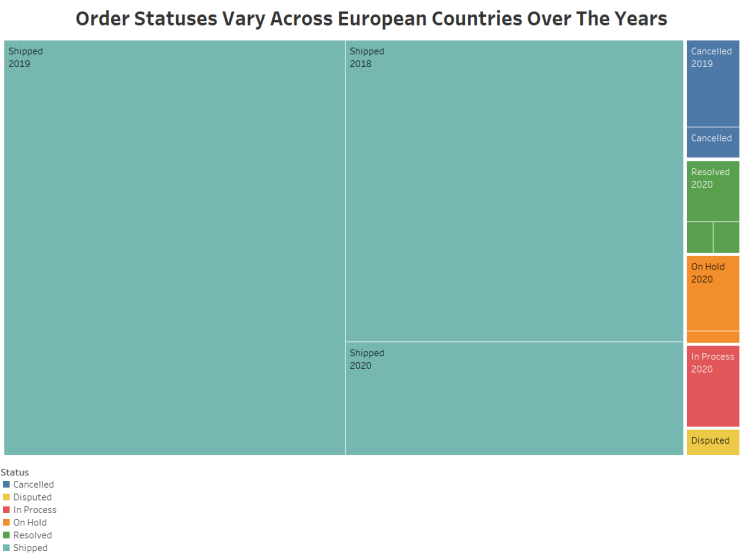 Order Statuses Vary Across European Countries Over The Years
Shipped
2019
Shipped
2018
Shipped
2020
Cancelled
2019
Cancelled
Resolved
2020
On Hold
2020
In Process
2020
Disputed
Status
Cancelled
Disputed
In Process
On Hold
Resolved
Shipped